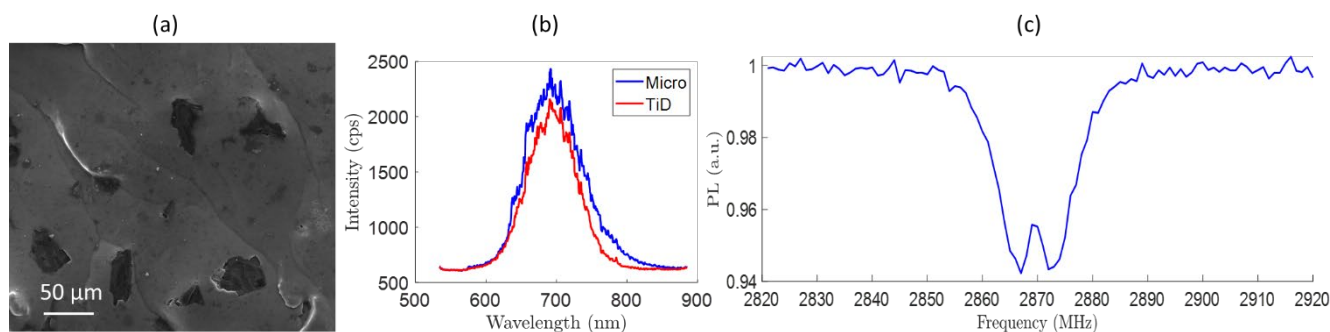 (a)
(b)
(c)
50 µm
2500
2000
1500
1000
500
Intensity (cps)
Micro
TiD
500
600
700
800
900
Wavelength (nm)
1
0.98
0.96
0.94
PL (a.u.)
2820 2830 2840 2850 2860 2870 2880 2890 2900 2910 2920
Frequency (MHz)